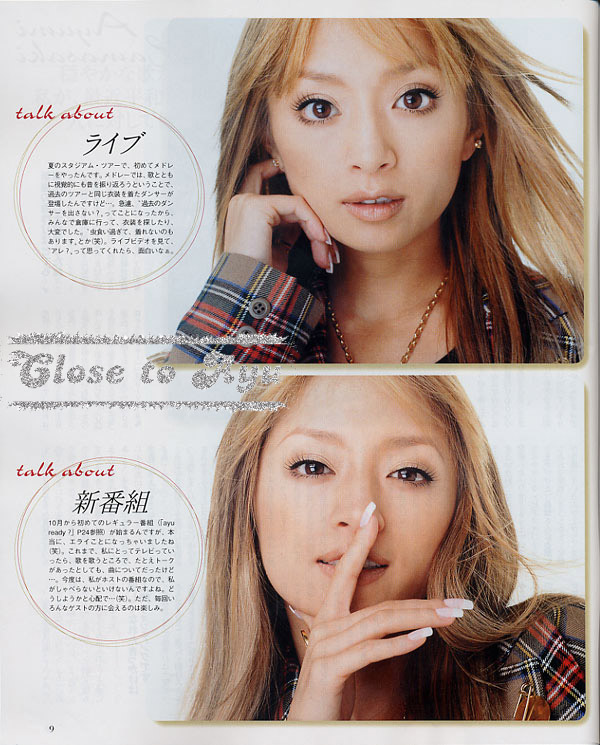 talk about
ライブ
夏のスタジアム・ツアーで、初めてメドレ
ーをやったんです。メドレーでは、歌ととも
に視覚的にも昔を振り返ろうということで、
過去のツアーと同じ衣装を着たダンサーが
登場したんですけど…。急遽、“過去のダン
サーを出さない？„ってことになったから、
みんなで倉庫に行って、衣装を探したり、
大変でした。“虫食い過ぎて、着れないのも
あります„とか(笑)。ライブビデオを見て、
“アレ？„って思ってくれたら、面白いなぁ。
Close to Ayu
talk about
新番組
10月から初めてのレギュラー番組(「ayu
ready？」P24参照)が始まるんですが、本
当に、エライことになっちゃいましたね
(笑)。これまで、私にとってテレビってい
ったら、歌を歌うところで、たとえトーク
があったとしても、曲についてだったけど
…。今度は、私がホストの番組なので、私
がしゃべらないといけないんですよね。ど
うしようかと心配で…(笑)。ただ、毎回い
ろんなゲストの方に会えるのは楽しみ。
9